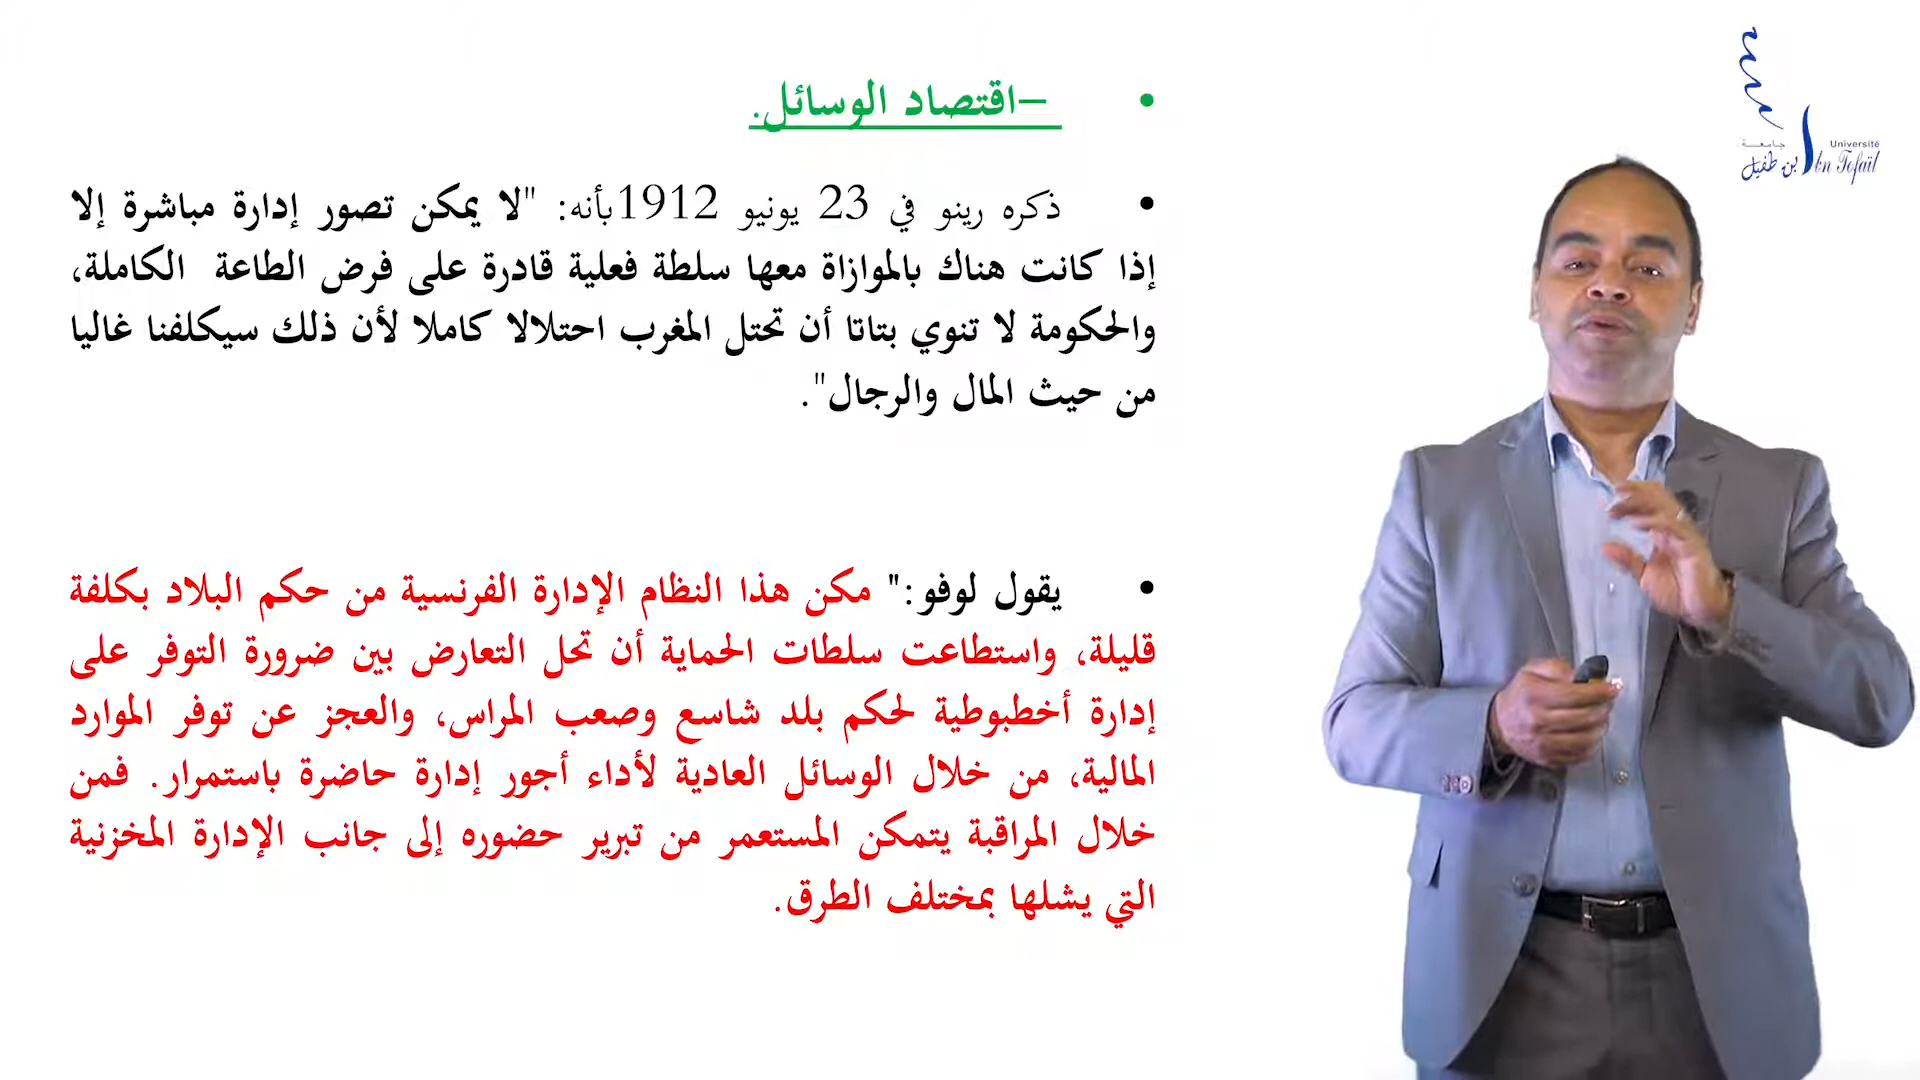 –اقتصاد الوسائل.
ذكره رينو في 23 يونيو 1912بأنه: "لا يمكن تصور إدارة مباشرة إلا
إذا كانت هناك بالموازاة معها سلطة فعلية قادرة على فرض الطاعة الكاملة،
والحكومة لا تنوي بتاتا أن تحتل المغرب احتلالا كاملا لأن ذلك سيكلفنا غاليا
من حيث المال والرجال".
يقول لوفو:" مكن هذا النظام الإدارة الفرنسية من حكم البلاد بكلفة
قليلة، واستطاعت سلطات الحماية أن تحل التعارض بين ضرورة التوفر على
إدارة أخطبوطية لحكم بلد شاسع وصعب المراس، والعجز عن توفر الموارد
المالية، من خلال الوسائل العادية لأداء أجور إدارة حاضرة باستمرار. فمن
خلال المراقبة يتمكن المستعمر من تبرير حضوره إلى جانب الإدارة المخزنية
التي يشلها بمختلف الطرق.
جامعة Université
ابن طفيل Ibn Tofaïl